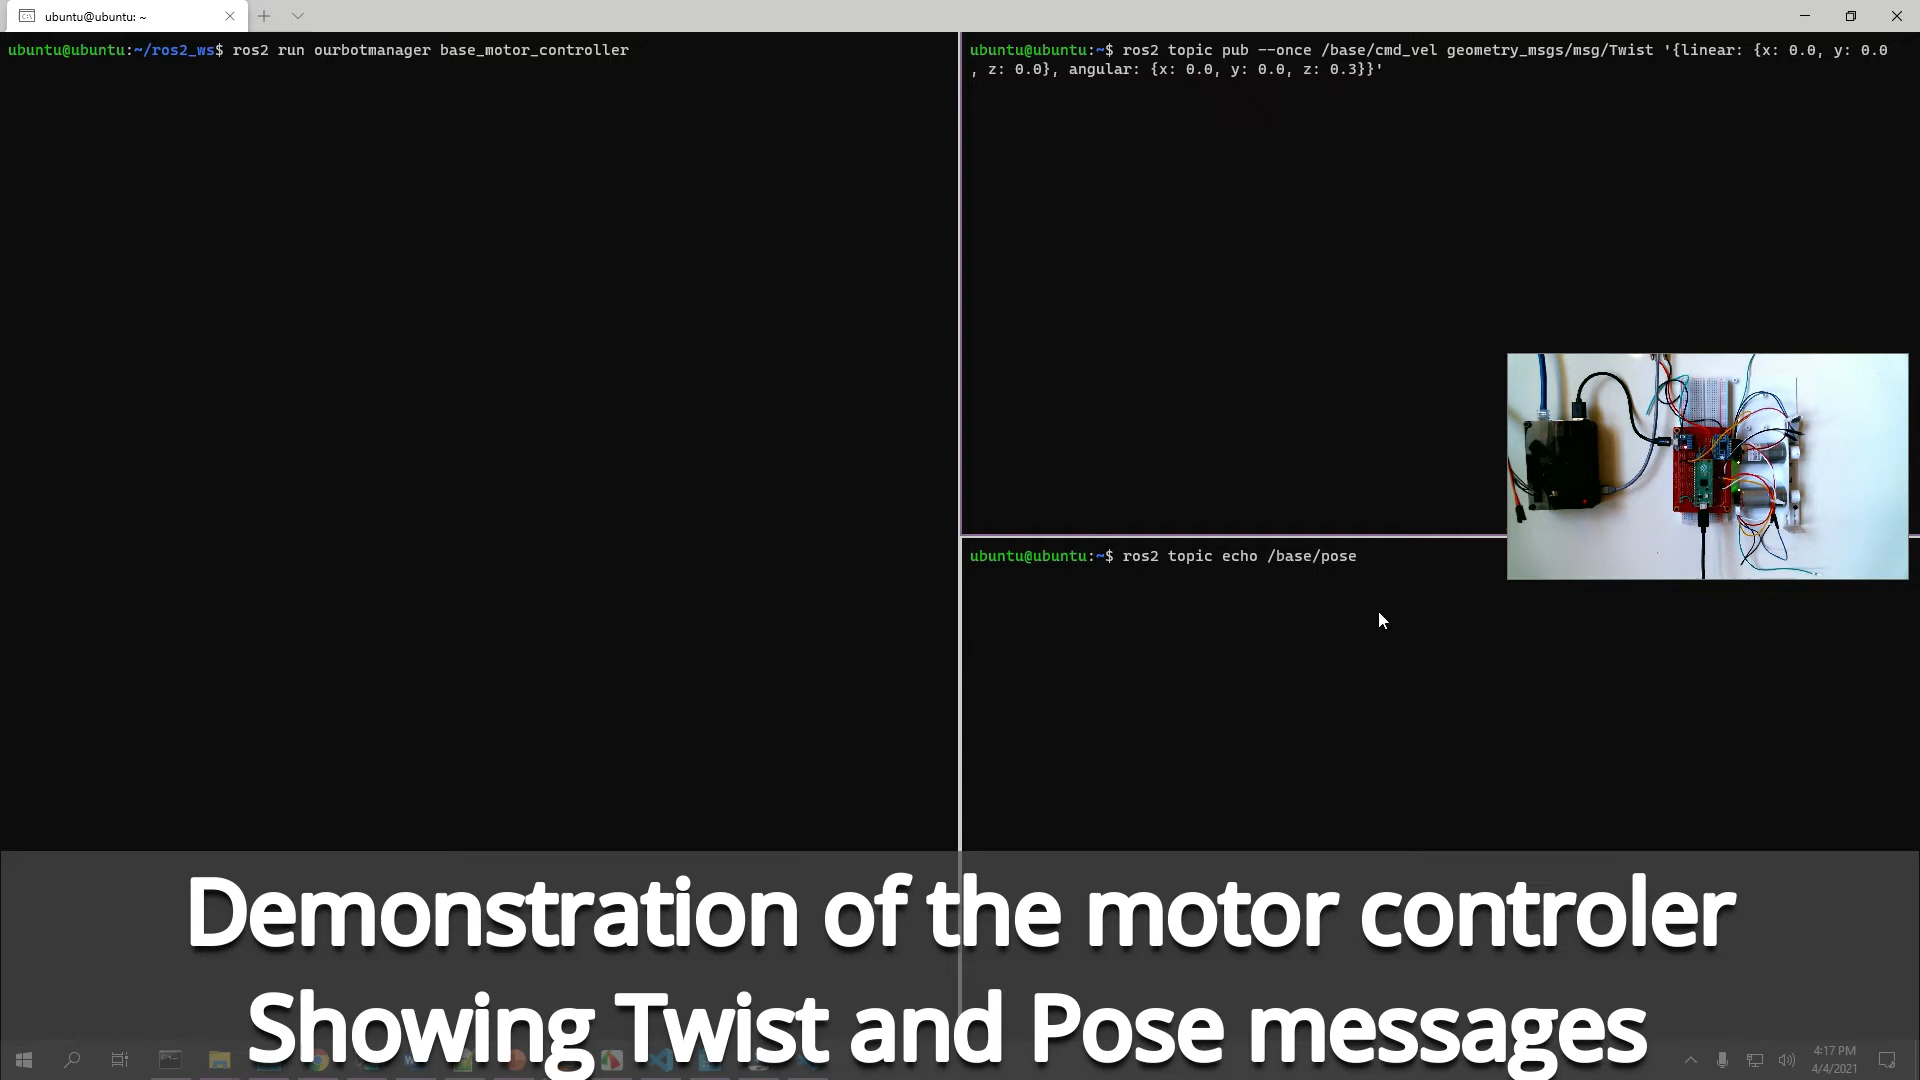 ubuntu@ubuntu: ~
ubuntu@ubuntu:~/ros2_ws$ ros2 run ourbotmanager base_motor_controller
ubuntu@ubuntu:~$ ros2 topic pub --once /base/cmd_vel geometry_msgs/msg/Twist '{linear: {x: 0.0, y: 0.0
, z: 0.0}, angular: {x: 0.0, y: 0.0, z: 0.3}}'
ubuntu@ubuntu:~$ ros2 topic echo /base/pose
Demonstration of the motor controler
Showing Twist and Pose messages
4:17 PM
4/4/2021